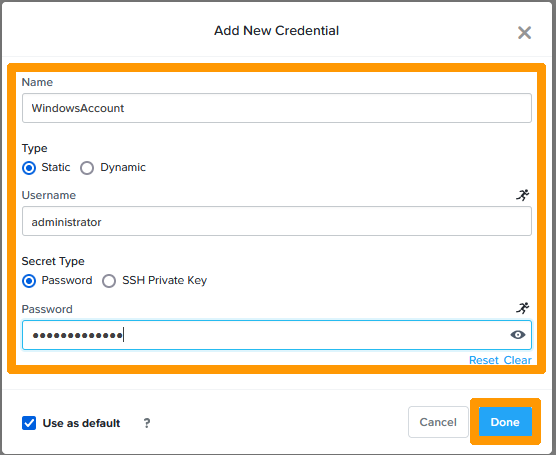 Add New Credential
Name
WindowsAccount
Type
Static Dynamic
Username
administrator
Secret Type
Password SSH Private Key
Password
●●●●●●●●●●●●●
Reset Clear
Use as default ? Cancel Done